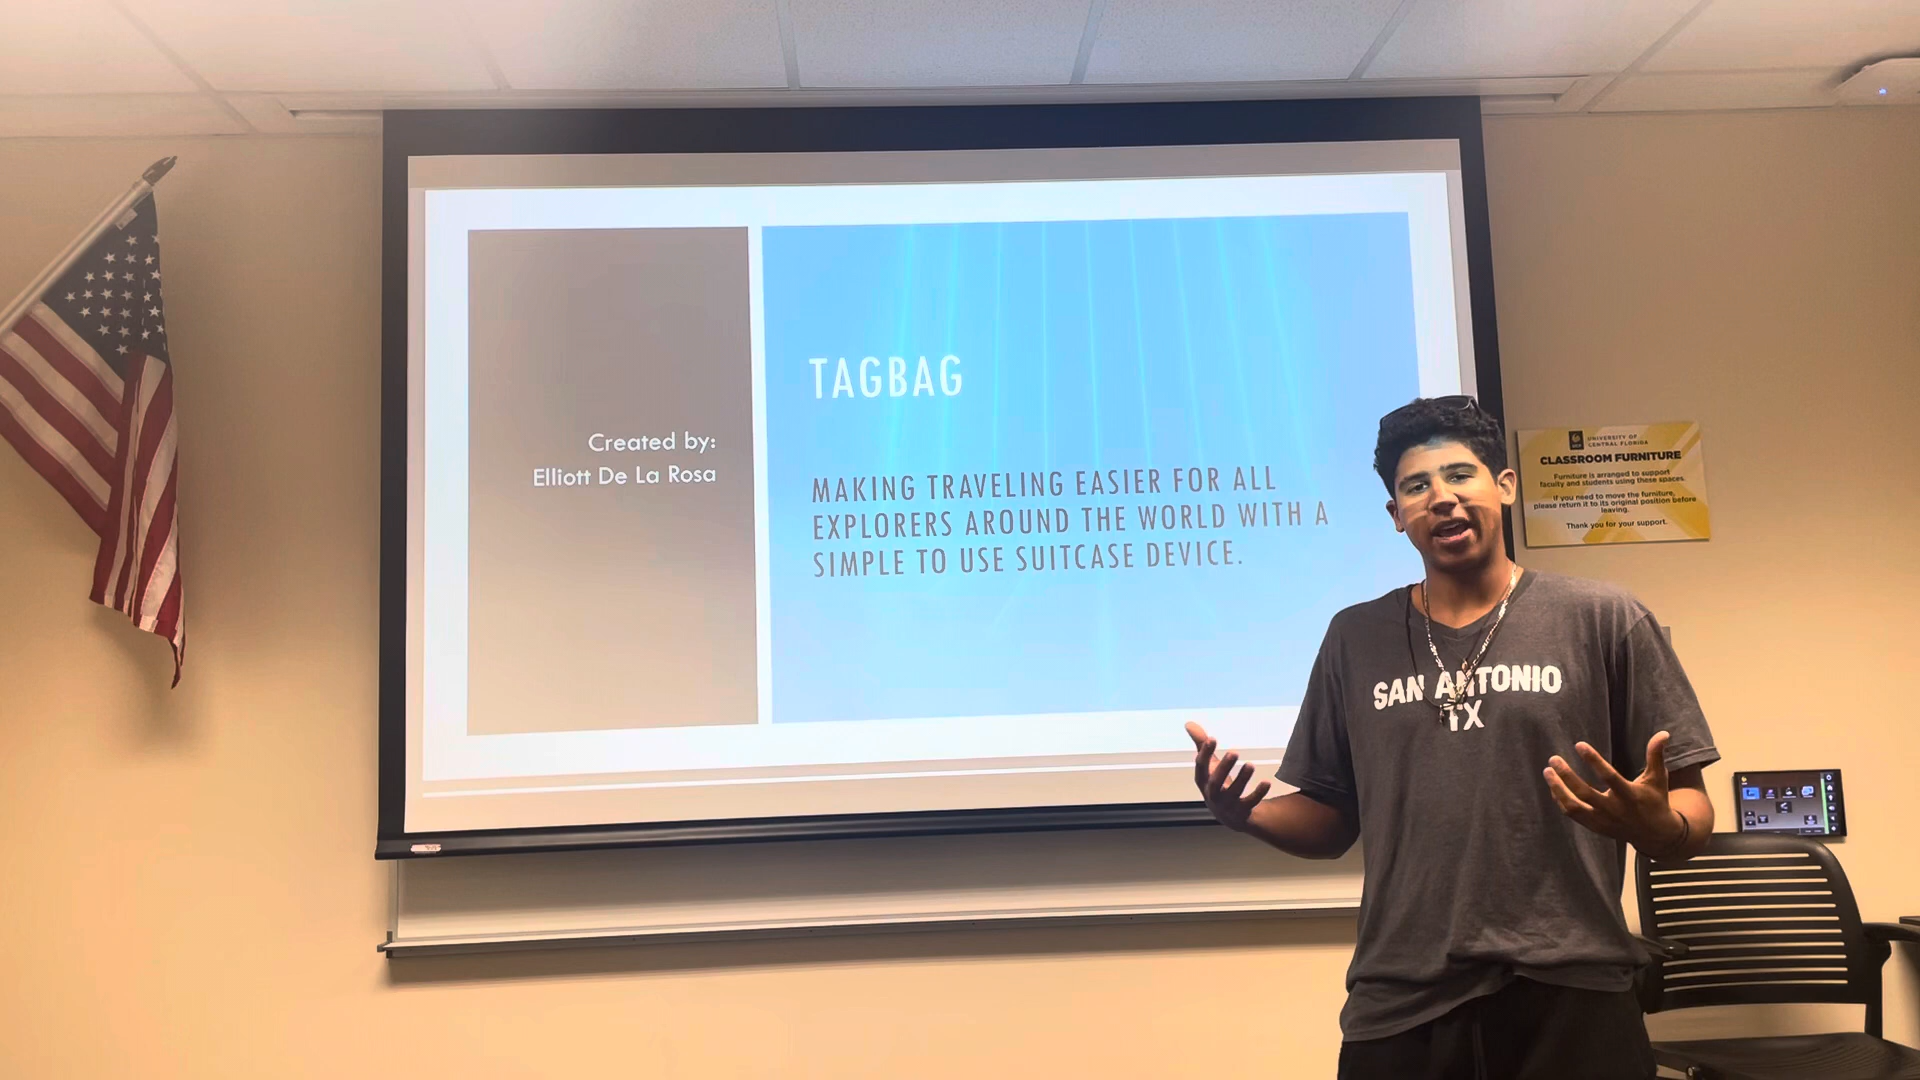 Created by:
Elliott De La Rosa
TAGBAG
MAKING TRAVELING EASIER FOR ALL
EXPLORERS AROUND THE WORLD WITH A
SIMPLE TO USE SUITCASE DEVICE.
UNIVERSITY OF
CENTRAL FLORIDA
CLASSROOM FURNITURE
Furniture is arranged to support
faculty and students using these spaces.
If you need to move the furniture,
please return it to its original position before
leaving.
Thank you for your support.
SAN ANTONIO
TX